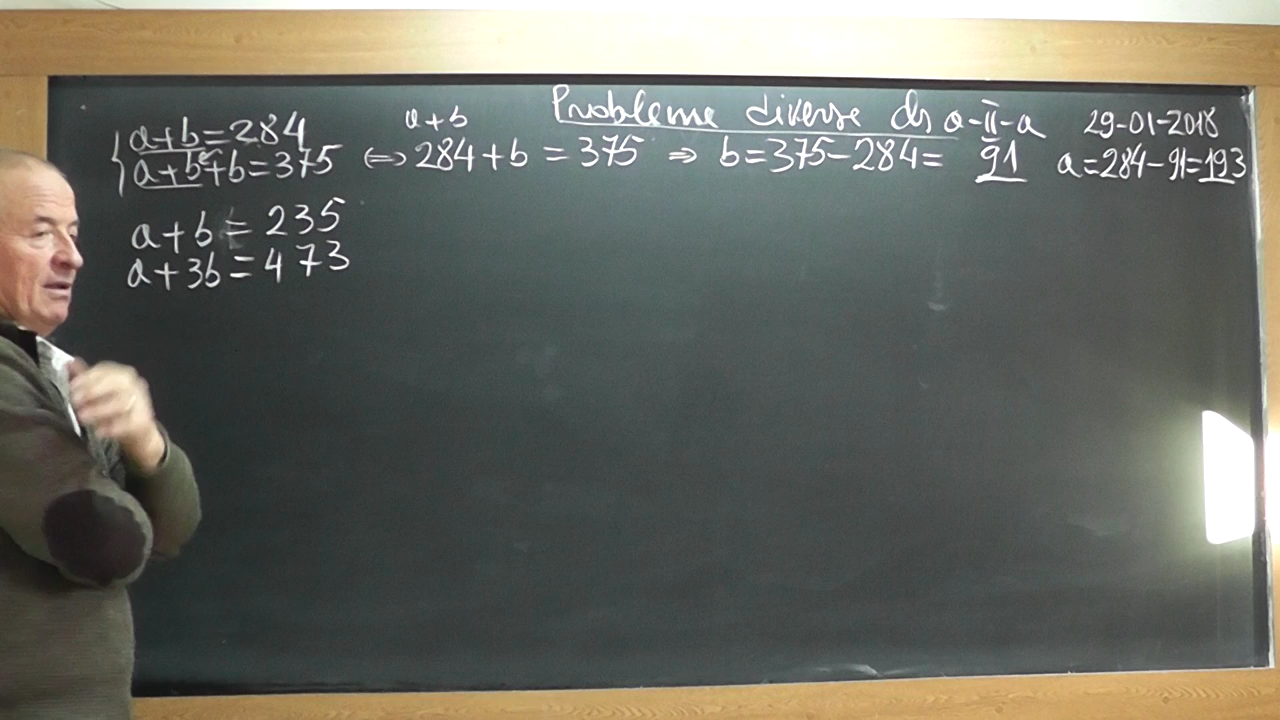 Probleme diverse cls a-II-a 29-01-2018
a+b=284
a+b
a+b+b=375 ⟺ 284+b=375 ⇒ b=375-284= 91 a=284-91=193
a+b=235
a+3b=473